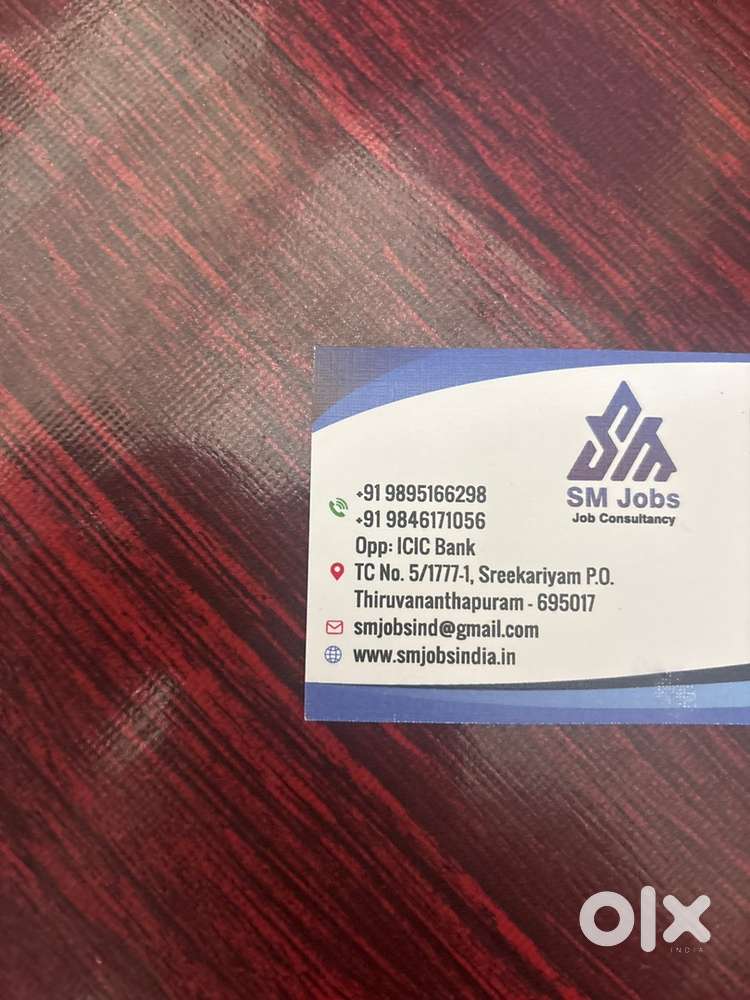 SM Jobs
Job Consultancy
+91 9895166298
+91 9846171056
Opp: ICIC Bank
TC No. 5/1777-1, Sreekariyam P.O.
Thiruvananthapuram - 695017
smjobsind@gmail.com
www.smjobsindia.in
olx
INDIA